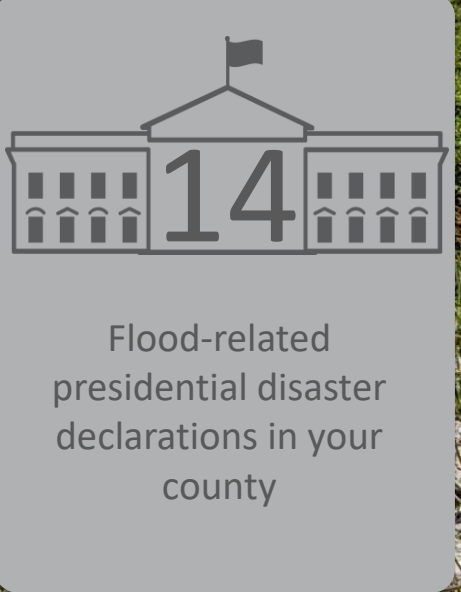 14
Flood-related
presidential disaster
declarations in your
county